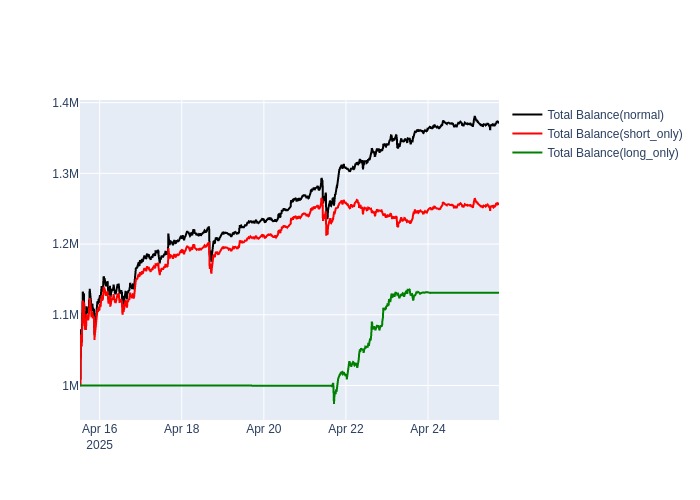 1.4M
1.3M
1.2M
1.1M
1M
Apr 16
2025
Apr 18
Apr 20
Apr 22
Apr 24
Total Balance(normal)
Total Balance(short_only)
Total Balance(long_only)